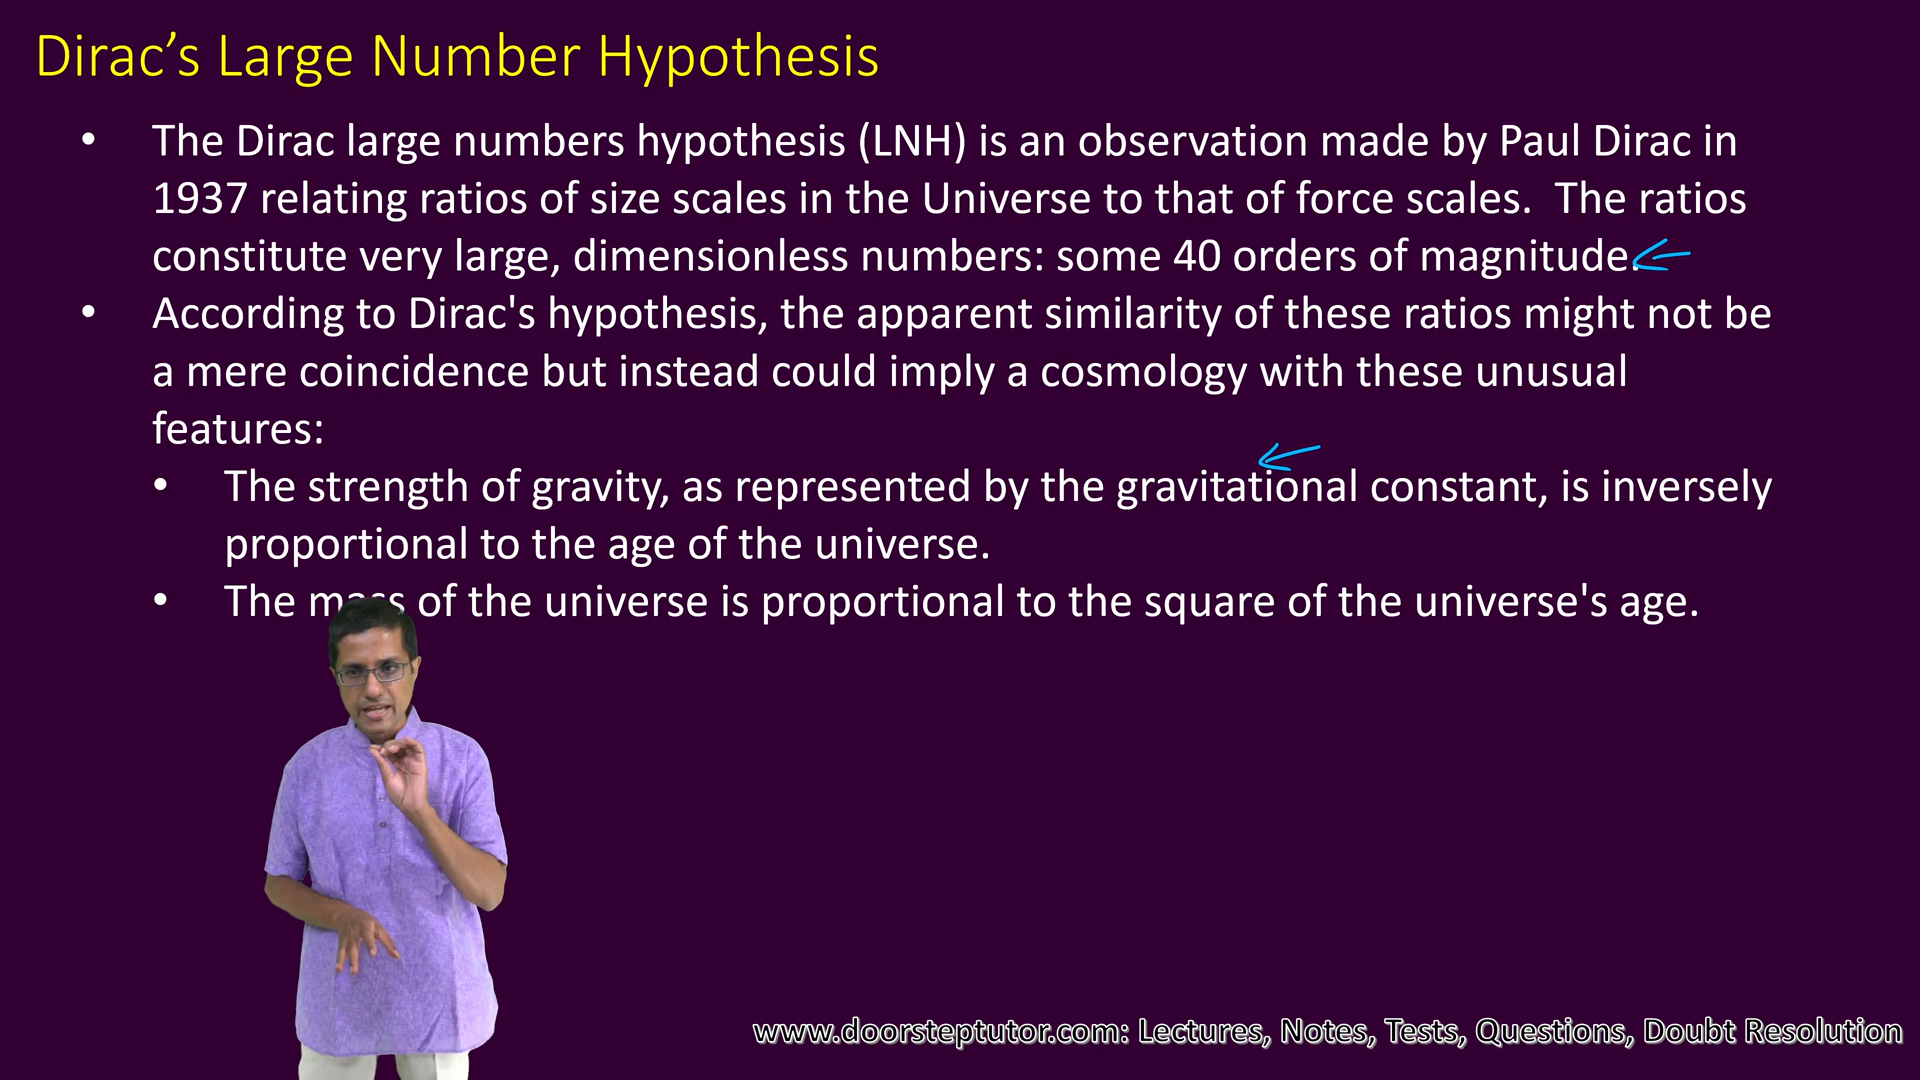 Dirac’s Large Number Hypothesis
• The Dirac large numbers hypothesis (LNH) is an observation made by Paul Dirac in
1937 relating ratios of size scales in the Universe to that of force scales.  The ratios
constitute very large, dimensionless numbers: some 40 orders of magnitude.
• According to Dirac's hypothesis, the apparent similarity of these ratios might not be
a mere coincidence but instead could imply a cosmology with these unusual
features:
• The strength of gravity, as represented by the gravitational constant, is inversely
proportional to the age of the universe.
• The mass of the universe is proportional to the square of the universe's age.
www.doorsteptutor.com: Lectures, Notes, Tests, Questions, Doubt Resolution